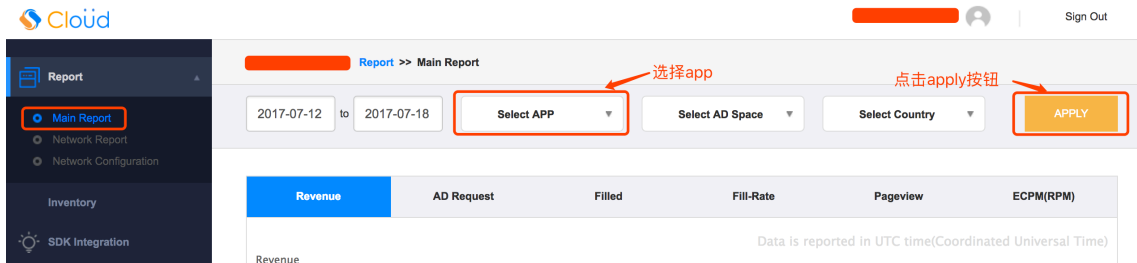 Cloüd
Sign Out
Report
Report >> Main Report
选择app
点击apply按钮
2017-07-12 to 2017-07-18 Select APP Select AD Space Select Country APPLY
Main Report
Network Report
Network Configuration
Revenue AD Request Filled Fill-Rate Pageview ECPM(RPM)
Inventory
SDK Integration
Data is reported in UTC time(Coordinated Universal Time)
Revenue